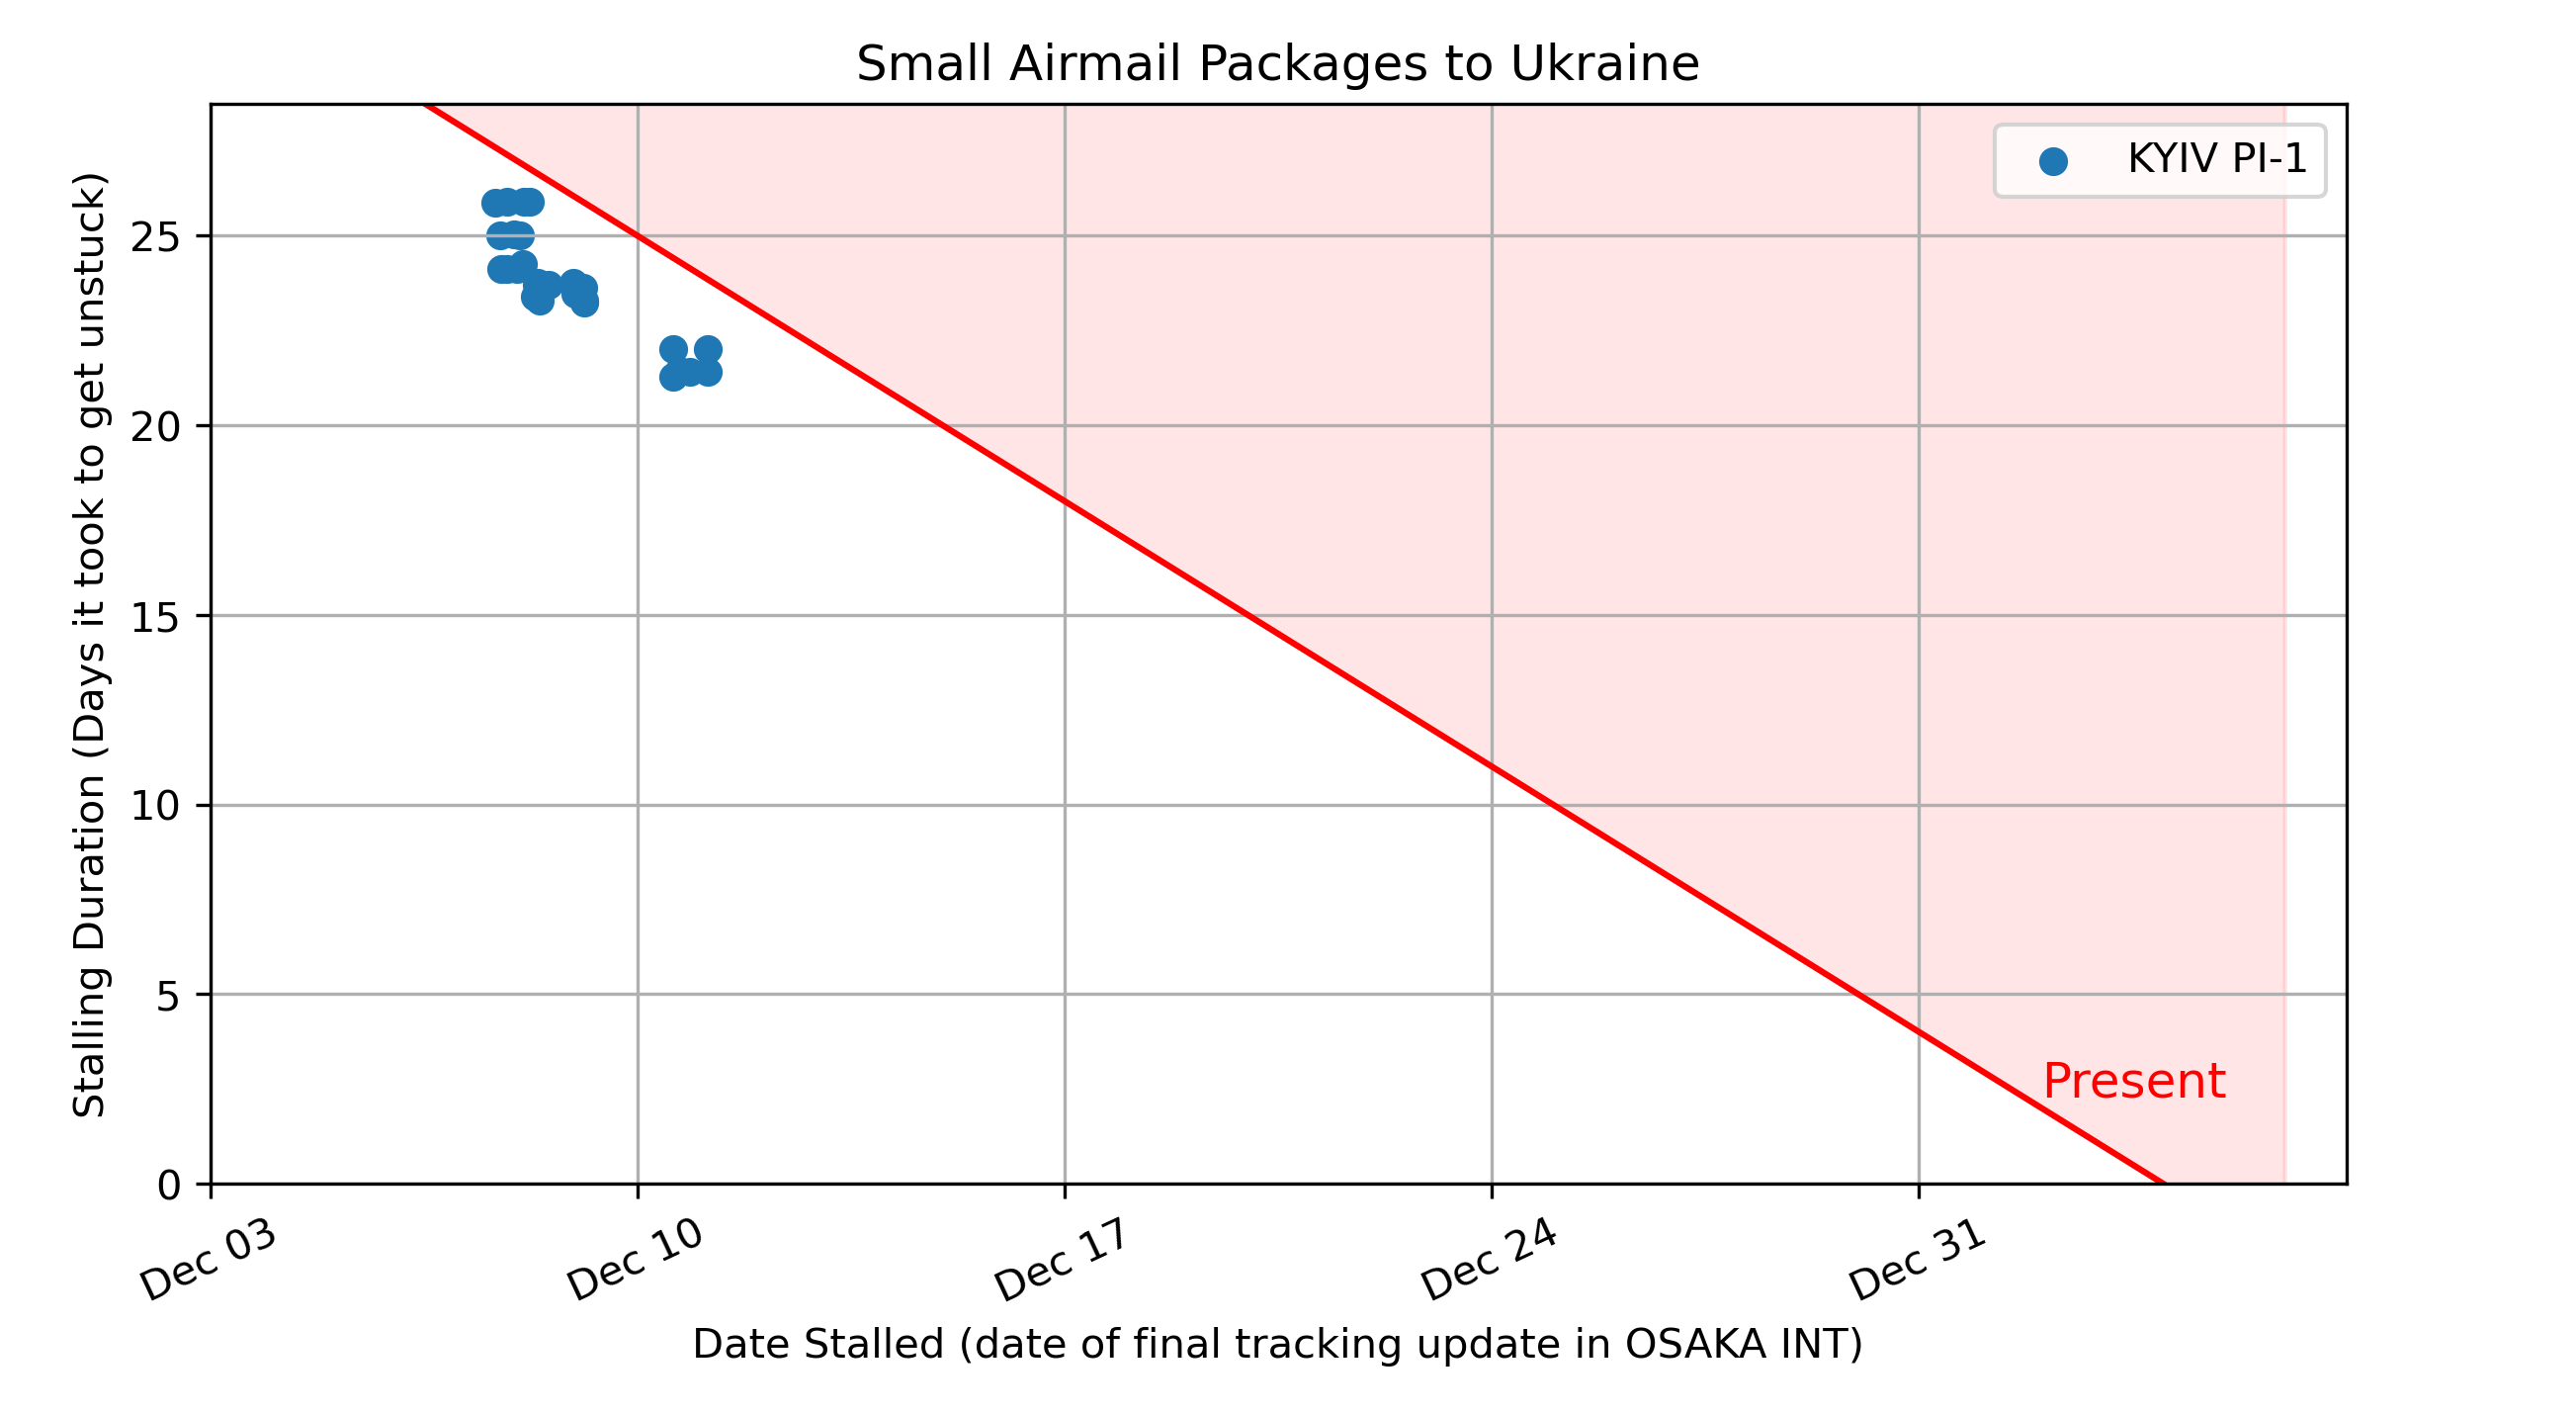 Small Airmail Packages to Ukraine
KYIV PI-1
Stalling Duration (Days it took to get unstuck)
25
20
15
10
5
0
Present
Dec 03
Dec 10
Dec 17
Dec 24
Dec 31
Date Stalled (date of final tracking update in OSAKA INT)